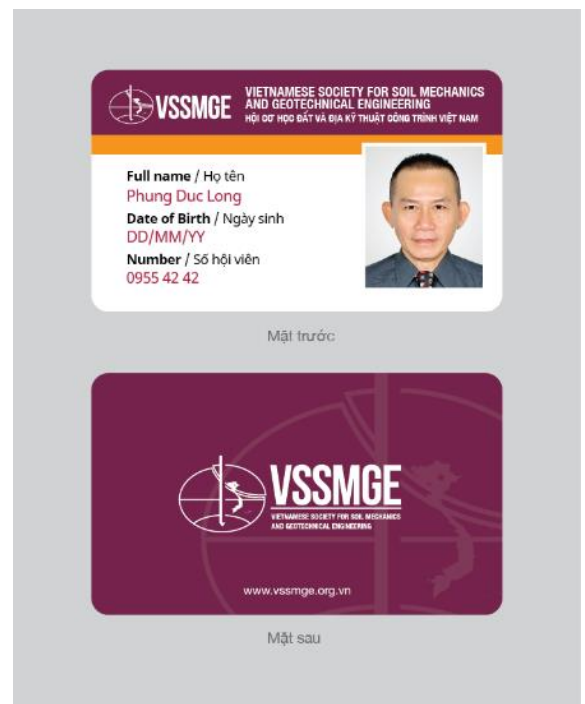 VSSMGE
VIETNAMESE SOCIETY FOR SOIL MECHANICS
AND GEOTECHNICAL ENGINEERING
HỘI CƠ HỌC ĐẤT VÀ ĐỊA KỸ THUẬT CÔNG TRÌNH VIỆT NAM
Full name / Họ tên
Phung Duc Long
Date of Birth / Ngày sinh
DD/MM/YY
Number / Số hội viên
0955 42 42
Mặt trước
VSSMGE
VIETNAMESE SOCIETY FOR SOIL MECHANICS
AND GEOTECHNICAL ENGINEERING
www.vssmge.org.vn
Mặt sau